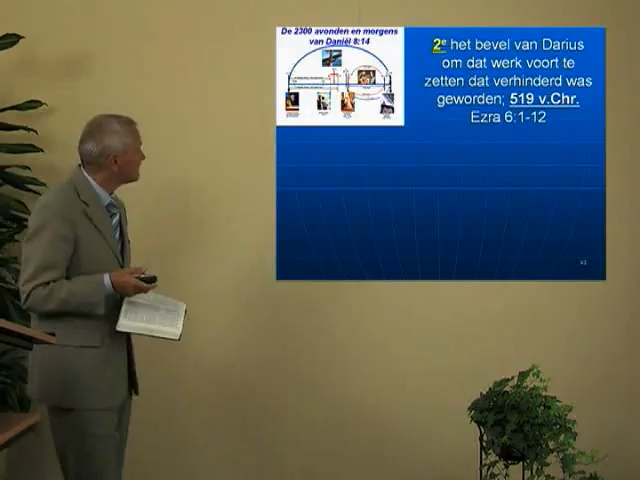 De 2300 avonden en morgens
van Daniël 8:14
2e het bevel van Darius
om dat werk voort te
zetten dat verhinderd was
geworden; 519 v.Chr.
Ezra 6:1-12